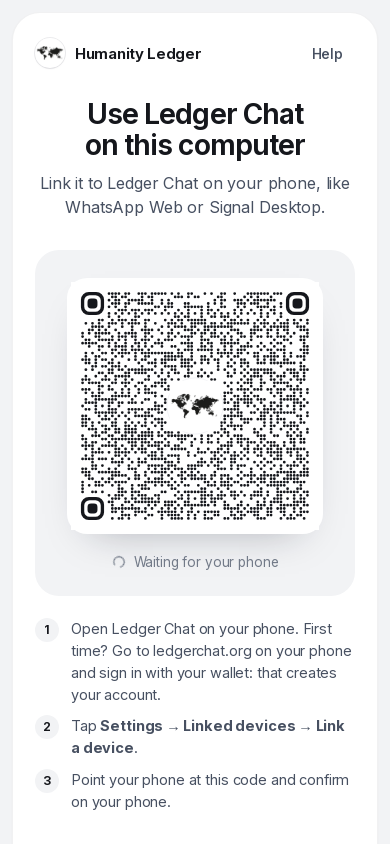 Humanity Ledger
Help
Use Ledger Chat
on this computer
Link it to Ledger Chat on your phone, like
WhatsApp Web or Signal Desktop.
Waiting for your phone
1 Open Ledger Chat on your phone. First
time? Go to ledgerchat.org on your phone
and sign in with your wallet: that creates
your account.
2 Tap Settings → Linked devices → Link
a device.
3 Point your phone at this code and confirm
on your phone.